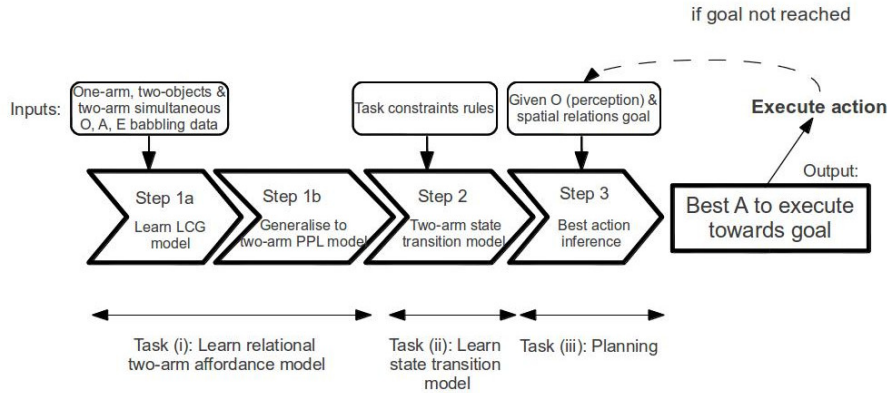 if goal not reached
Inputs:
One-arm, two-objects &
two-arm simultaneous
O, A, E babbling data
Task constraints rules
Given O (perception) &
spatial relations goal
Execute action
Output:
Step 1a
Learn LCG
model
Step 1b
Generalise to
two-arm PPL model
Step 2
Two-arm state
transition model
Step 3
Best action
inference
Best A to execute
towards goal
Task (i): Learn relational
two-arm affordance model
Task (ii): Learn
state transition
model
Task (iii): Planning